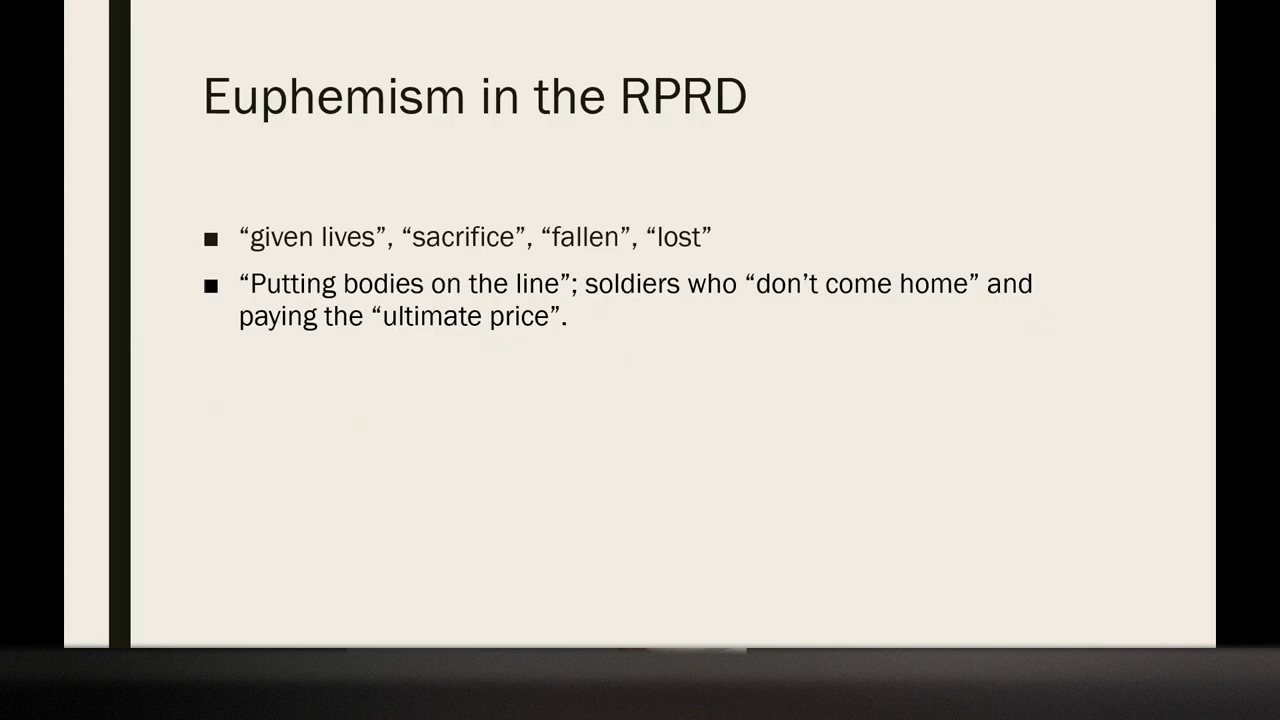 Euphemism in the RPRD
■ “given lives”, “sacrifice”, “fallen”, “lost”
■ “Putting bodies on the line”; soldiers who “don’t come home” and
paying the “ultimate price”.